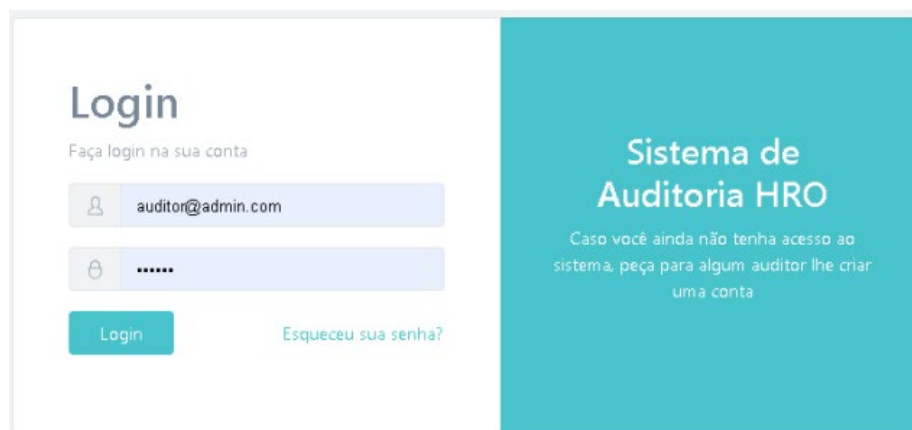 Login
Faça login na sua conta
auditor@admin.com
••••••
Login
Esqueceu sua senha?
Sistema de
Auditoria HRO
Caso você ainda não tenha acesso ao
sistema, peça para algum auditor lhe criar
uma conta